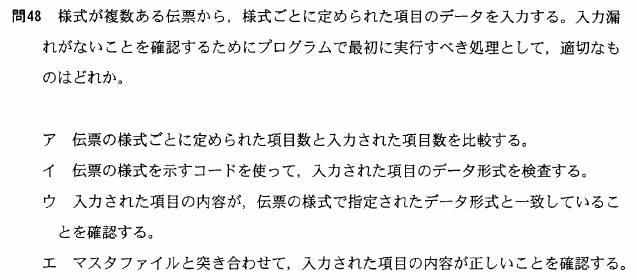 問48 様式が複数ある伝票から，様式ごとに定められた項目のデータを入力する。入力漏
れがないことを確認するためにプログラムで最初に実行すべき処理として，適切なも
のはどれか。
ア 伝票の様式ごとに定められた項目数と入力された項目数を比較する。
イ 伝票の様式を示すコードを使って，入力された項目のデータ形式を検査する。
ウ 入力された項目の内容が，伝票の様式で指定されたデータ形式と一致しているこ
とを確認する。
エ マスタファイルと突き合わせて，入力された項目の内容が正しいことを確認する。